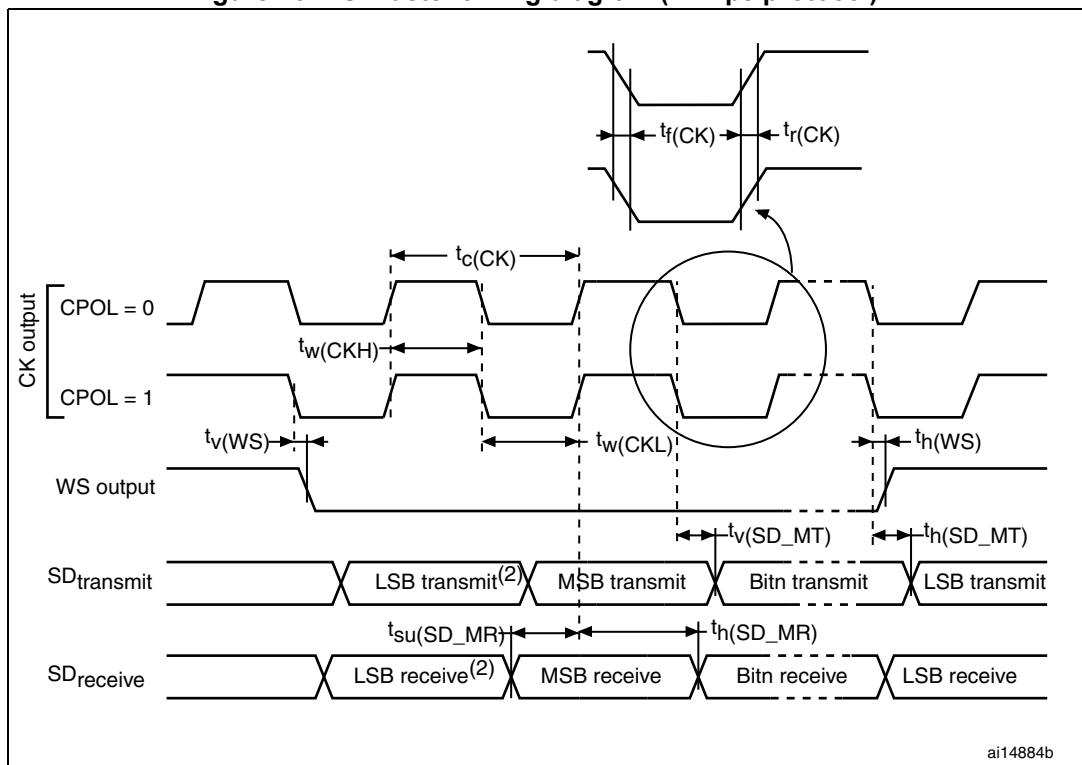 tf(CK)
tr(CK)
tc(CK)
CK output
CPOL = 0
tw(CKH)
CPOL = 1
tv(WS)
tw(CKL)
th(WS)
WS output
tv(SD_MT)
th(SD_MT)
SDtransmit
LSB transmit(2)
MSB transmit
Bitn transmit
LSB transmit
tsu(SD_MR)
th(SD_MR)
SDreceive
LSB receive(2)
MSB receive
Bitn receive
LSB receive
ai14884b